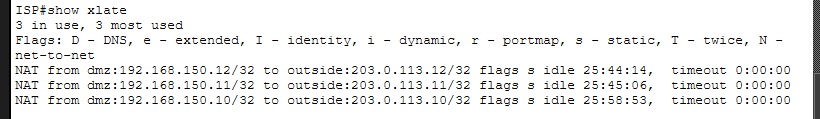 ISP#show xlate
3 in use, 3 most used
Flags: D - DNS, e - extended, I - identity, i - dynamic, r - portmap, s - static, T - twice, N -
net-to-net
NAT from dmz:192.168.150.12/32 to outside:203.0.113.12/32 flags s idle 25:44:14,  timeout 0:00:00
NAT from dmz:192.168.150.11/32 to outside:203.0.113.11/32 flags s idle 25:45:06,  timeout 0:00:00
NAT from dmz:192.168.150.10/32 to outside:203.0.113.10/32 flags s idle 25:58:53,  timeout 0:00:00